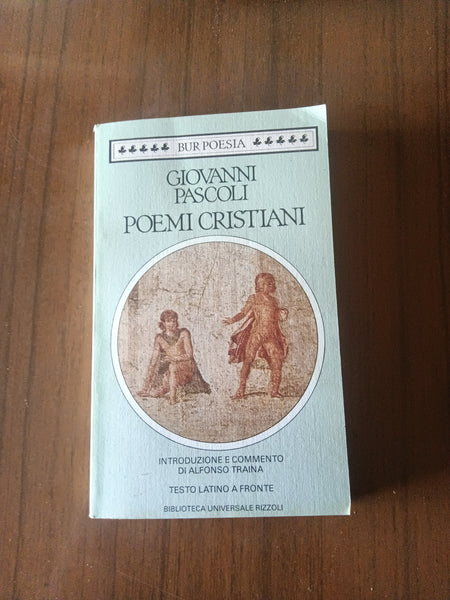 BUR POESIA
GIOVANNI
PASCOLI
POEMI CRISTIANI
INTRODUZIONE E COMMENTO
DI ALFONSO TRAINA
TESTO LATINO A FRONTE
BIBLIOTECA UNIVERSALE RIZZOLI